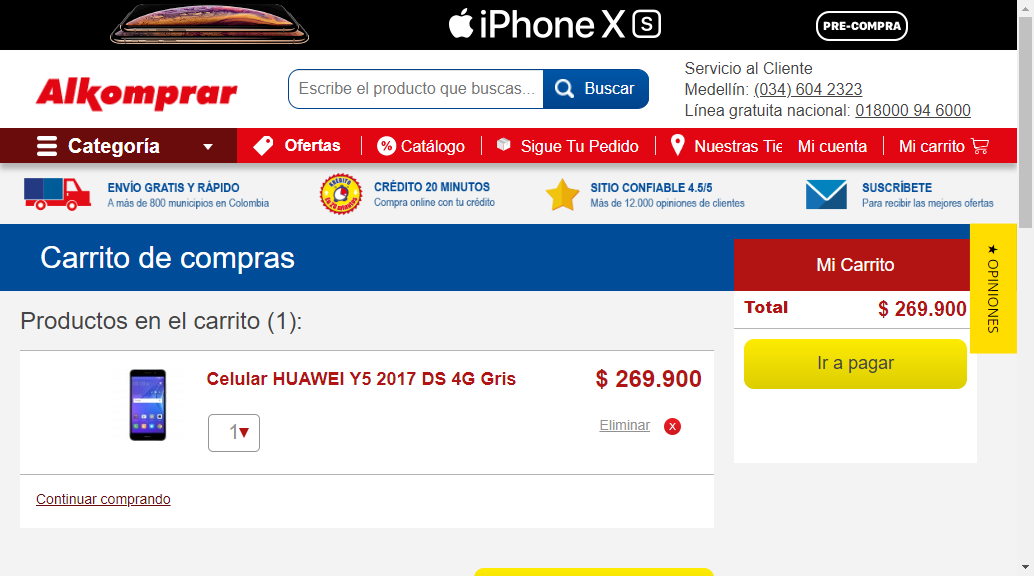 iPhone XS
PRE-COMPRA
Alkomprar
Escribe el producto que buscas...
Buscar
Servicio al Cliente
Medellín: (034) 604 2323
Línea gratuita nacional: 018000 94 6000
Categoría
Ofertas
Catálogo
Sigue Tu Pedido
Nuestras Tie
Mi cuenta
Mi carrito
ENVÍO GRATIS Y RÁPIDO
A más de 800 municipios en Colombia
CRÉDITO 20 MINUTOS
Compra online con tu crédito
SITIO CONFIABLE 4.5/5
Más de 12.000 opiniones de clientes
SUSCRÍBETE
Para recibir las mejores ofertas
Carrito de compras
Mi Carrito
★ OPINIONES
Total $ 269.900
Ir a pagar
Productos en el carrito (1):
Celular HUAWEI Y5 2017 DS 4G Gris
$ 269.900
1
Eliminar
x
Continuar comprando